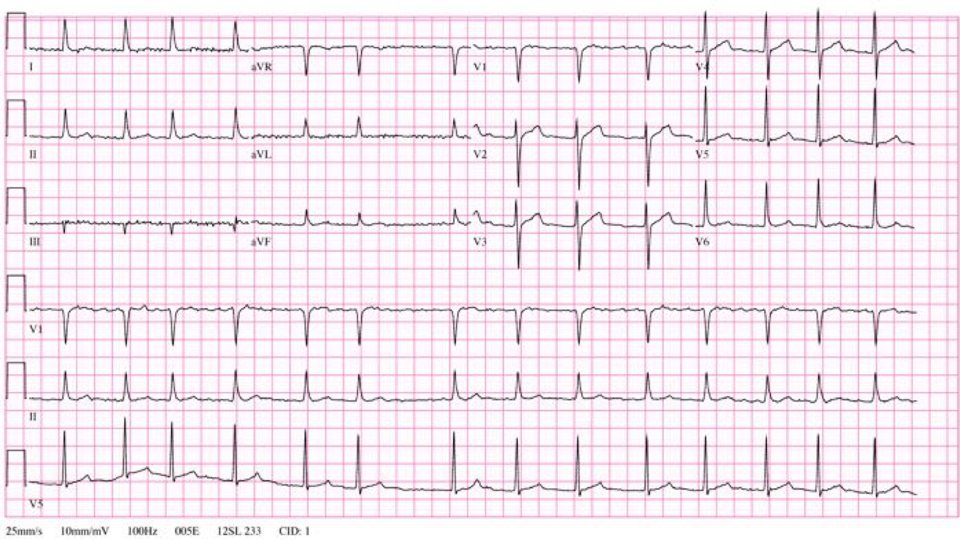 I aVR V1 V4
II aVL V2 V5
III aVF V3 V6
V1
II
V5
25mm/s 10mm/mV 100Hz 005E 12SL 233 CID: 1